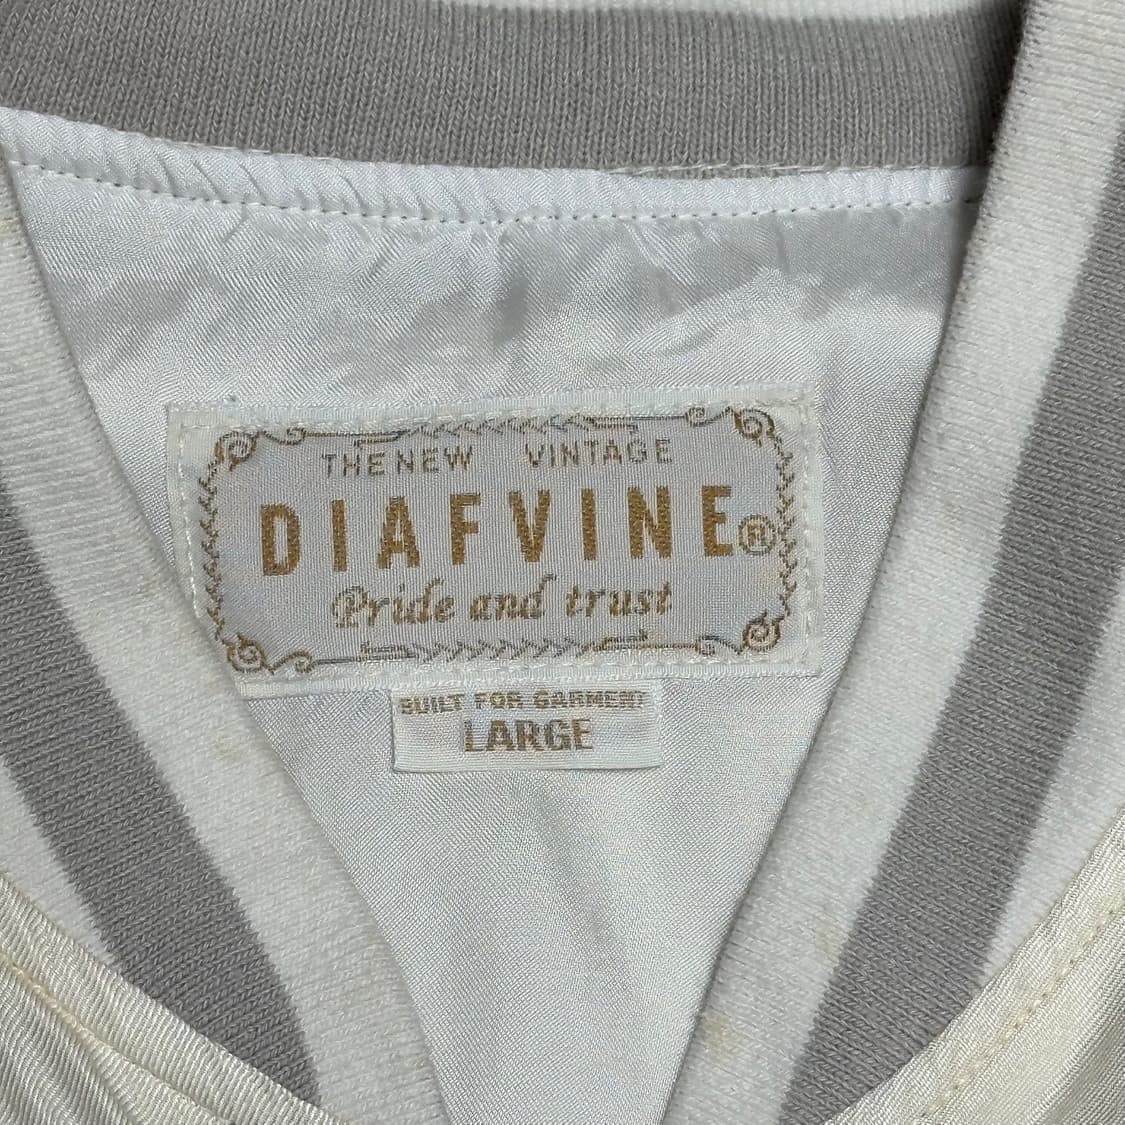 THE NEW VINTAGE
DIAFVINE®
Pride and trust
BUILT FOR GARMENT
LARGE